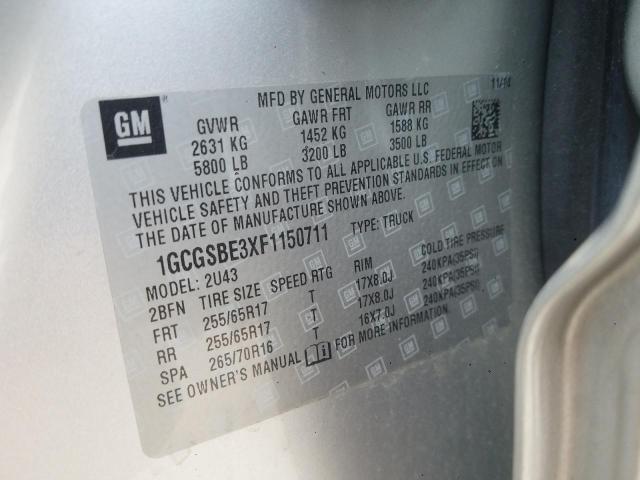 GM
MFD BY GENERAL MOTORS LLC
GVWR GAWR FRT GAWR RR
2631 KG 1452 KG 1588 KG
5800 LB 3200 LB 3500 LB
THIS VEHICLE CONFORMS TO ALL APPLICABLE U.S. FEDERAL MOTOR
VEHICLE SAFETY AND THEFT PREVENTION STANDARDS IN EFFECT ON
THE DATE OF MANUFACTURE SHOWN ABOVE.
1GCGSBE3XF1150711 TYPE: TRUCK
MODEL: 2U43
2BFN TIRE SIZE SPEED RTG RIM COLD TIRE PRESSURE
FRT 255/65R17 T 17X8.0J 240KPA(35PSI)
RR 255/65R17 T 17X8.0J 240KPA(35PSI)
SPA 265/70R16 T 16X7.0J 240KPA(35PSI)
SEE OWNER'S MANUAL FOR MORE INFORMATION.